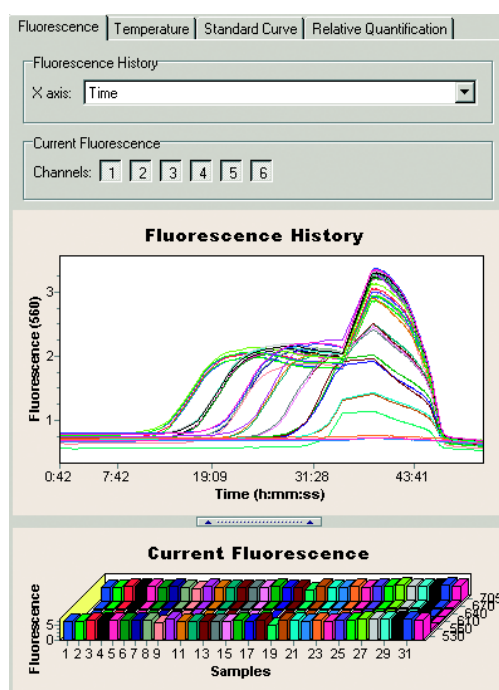 Fluorescence Temperature Standard Curve Relative Quantification
Fluorescence History
X axis: Time
Current Fluorescence
Channels: 1 2 3 4 5 6
Fluorescence History
Fluorescence (560)
3
2
1
0:42 7:42 19:09 31:28 43:41
Time (h:mm:ss)
Current Fluorescence
Fluorescence
5
0
705
670
640
610
560
530
1 2 3 4 5 6 7 8 9 11 13 15 17 19 21 23 25 27 29 31
Samples